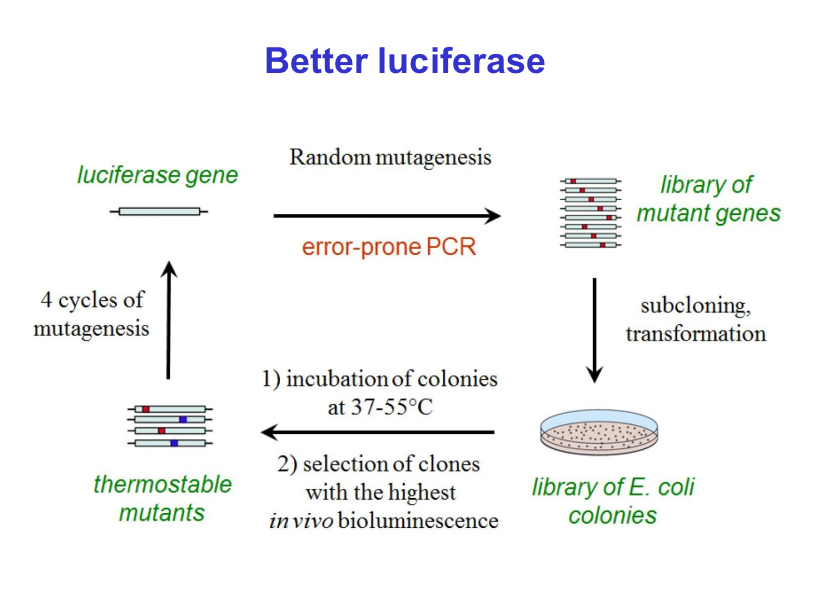 Better luciferase
luciferase gene
Random mutagenesis
error-prone PCR
library of
mutant genes
subcloning,
transformation
library of E. coli
colonies
1) incubation of colonies
at 37-55°C
2) selection of clones
with the highest
in vivo bioluminescence
thermostable
mutants
4 cycles of
mutagenesis